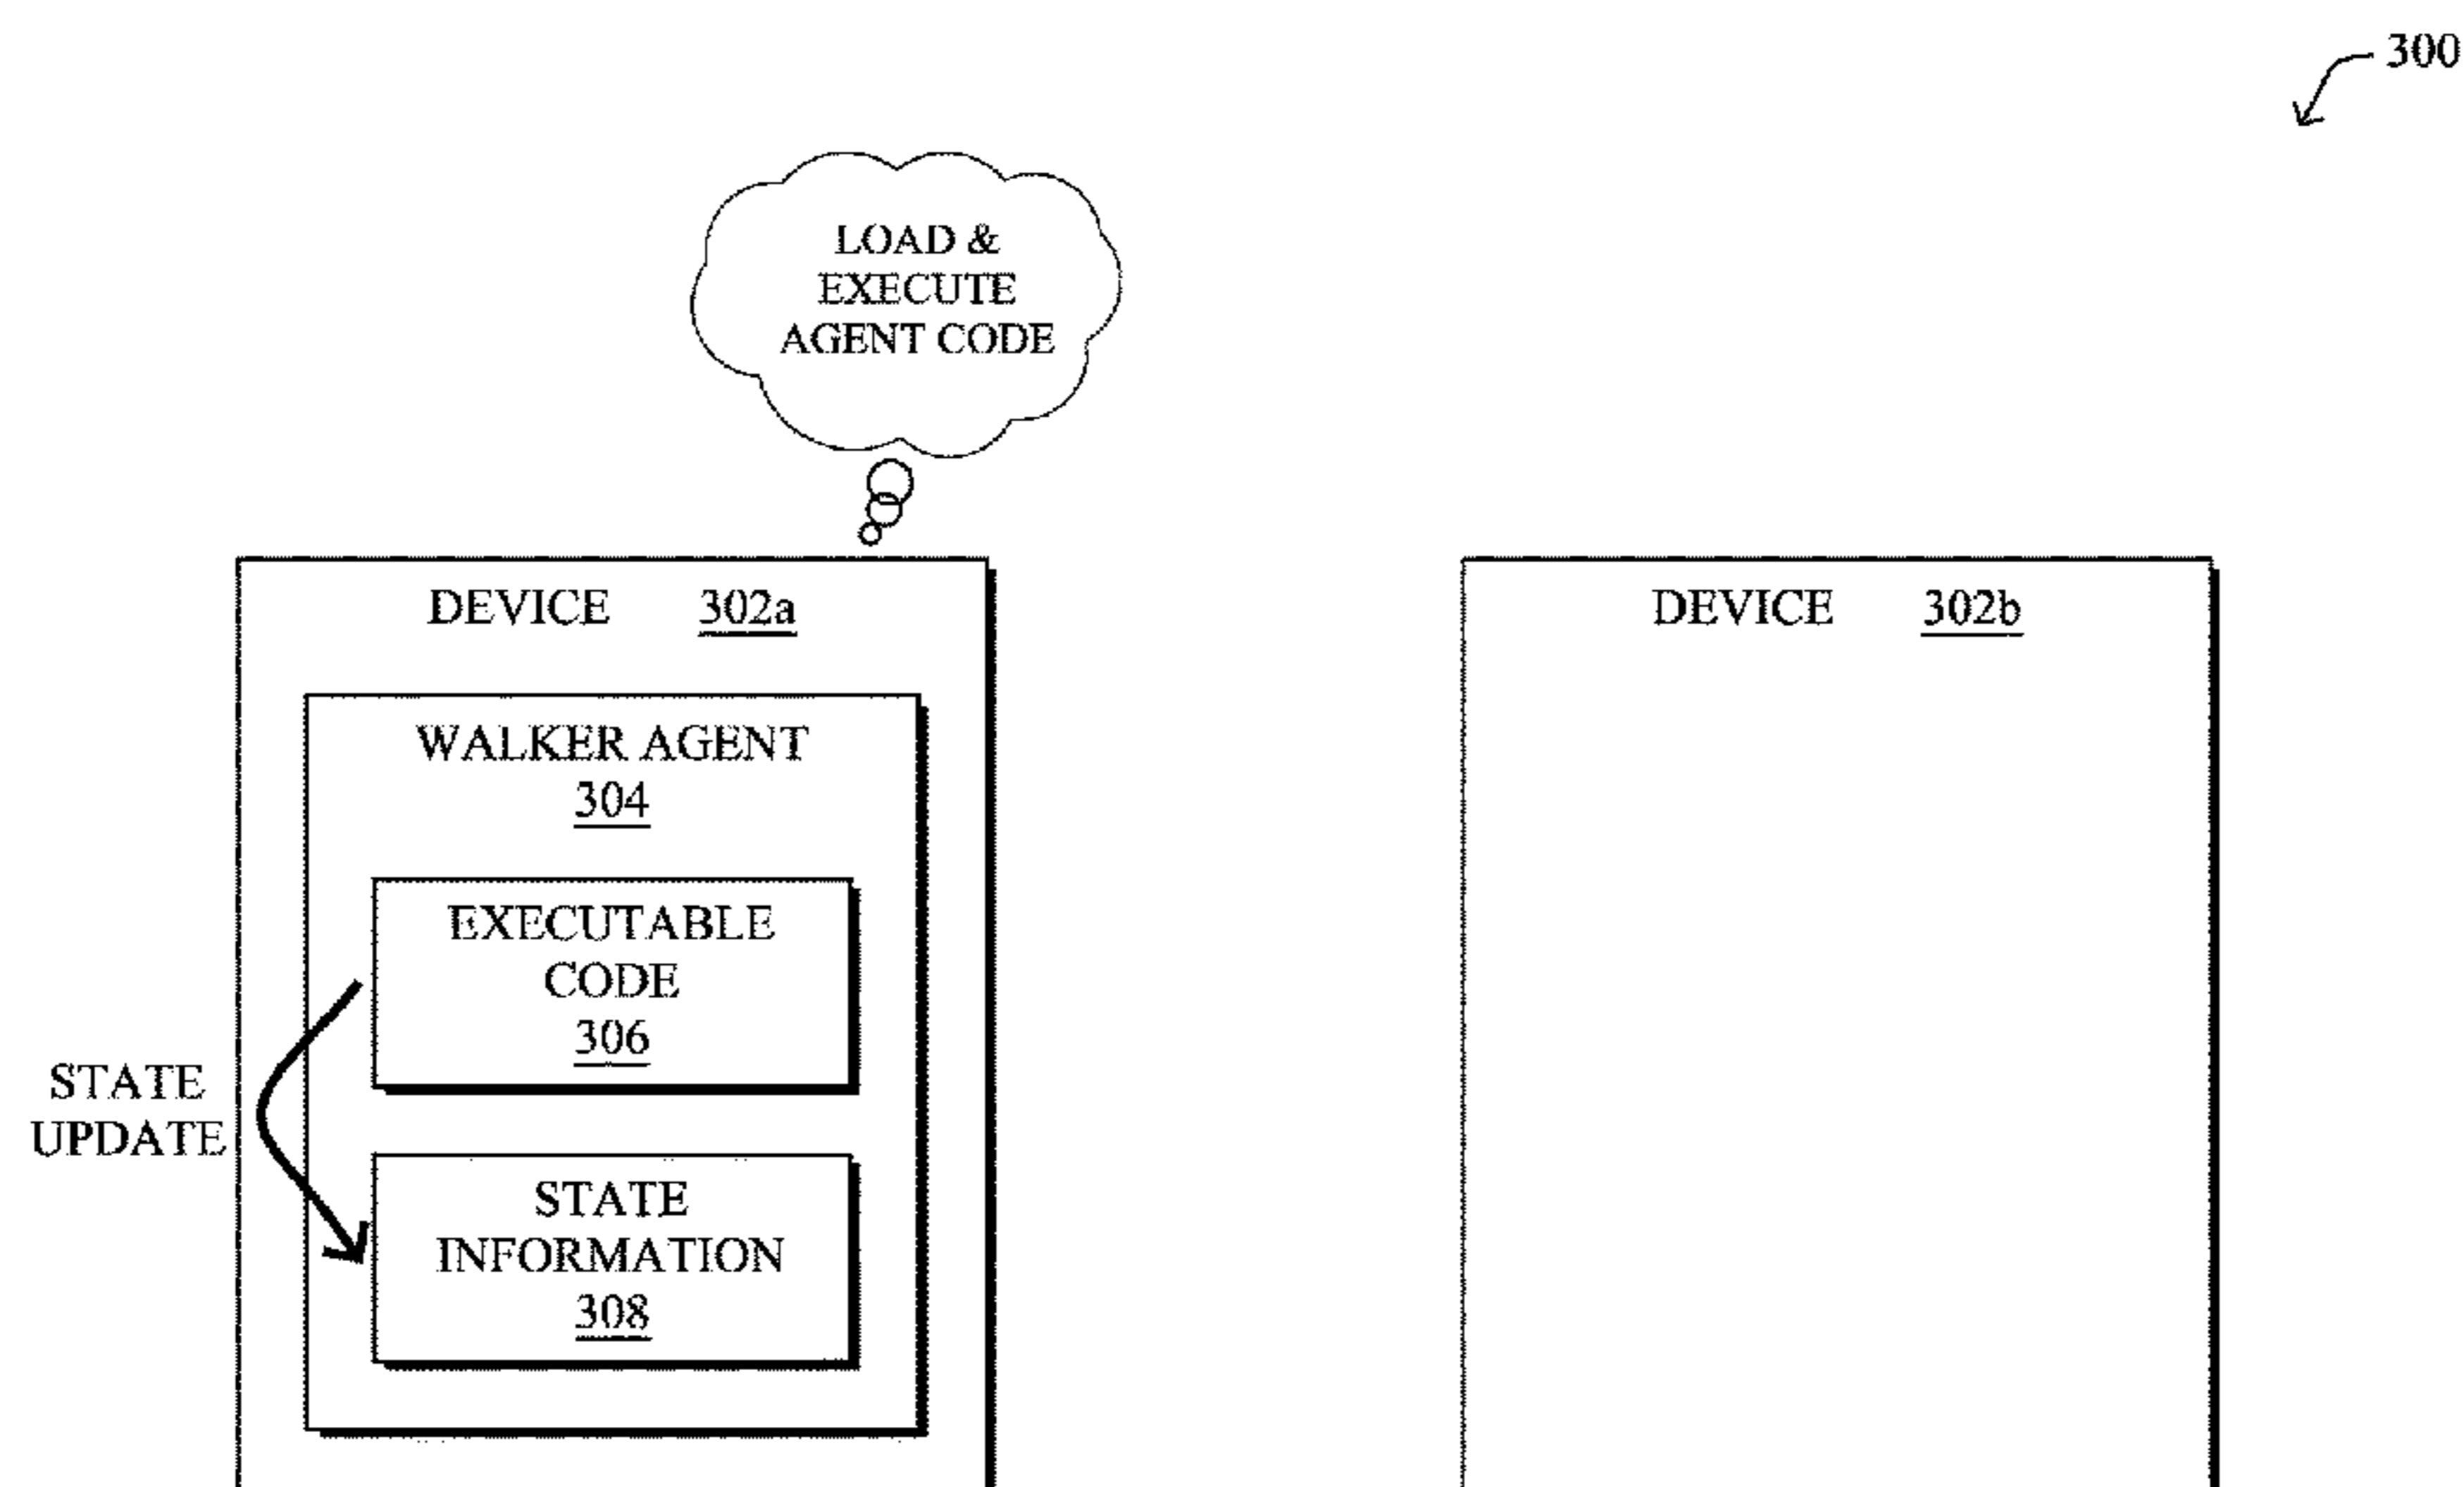 300
LOAD &
EXECUTE
AGENT CODE
DEVICE 302a
WALKER AGENT
304
EXECUTABLE
CODE
306
STATE
UPDATE
STATE
INFORMATION
308
DEVICE 302b